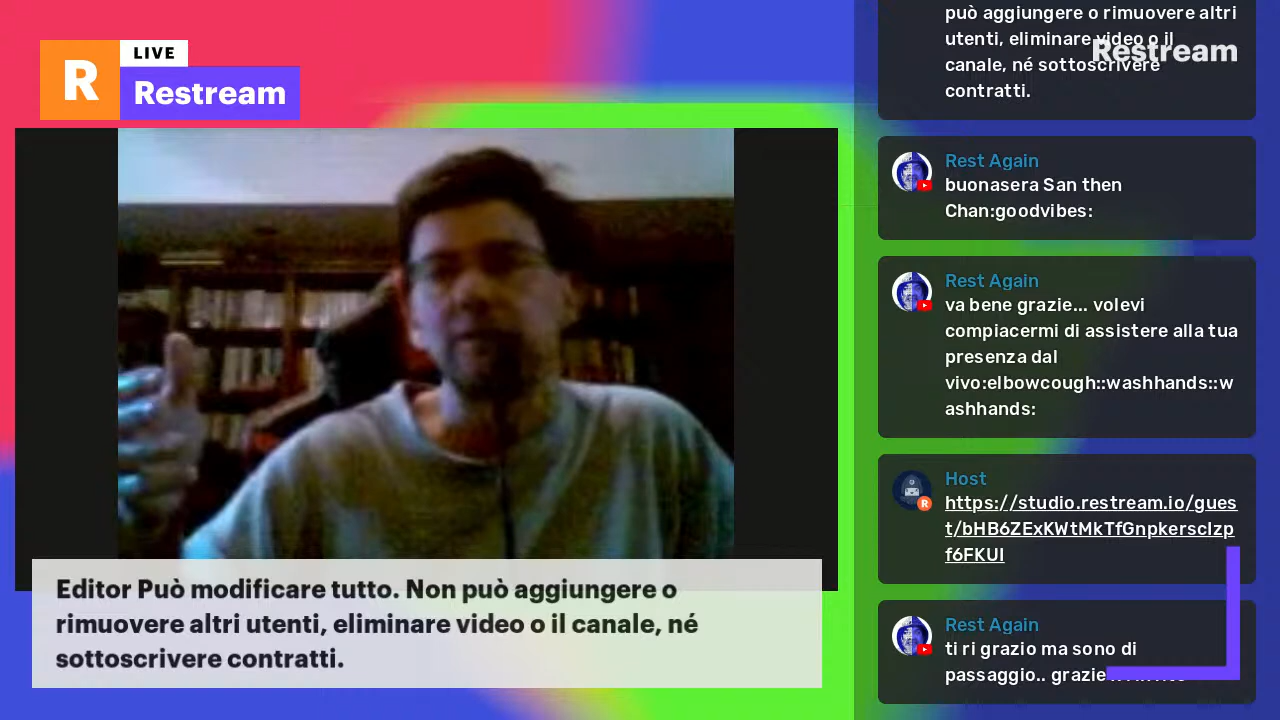 R
LIVE
Restream
Editor Può modificare tutto. Non può aggiungere o
rimuovere altri utenti, eliminare video o il canale, né
sottoscrivere contratti.
Restream
può aggiungere o rimuovere altri
utenti, eliminare video o il
canale, né sottoscrivere
contratti.
Rest Again
buonasera San then
Chan:goodvibes:
Rest Again
va bene grazie... volevi
compiacermi di assistere alla tua
presenza dal
vivo:elbowcough::washhands::w
ashhands:
Host
https://studio.restream.io/gues
t/bHB6ZExKWtMkTfGnpkersclzp
f6FKUI
Rest Again
ti ri grazio ma sono di
passaggio.. grazie